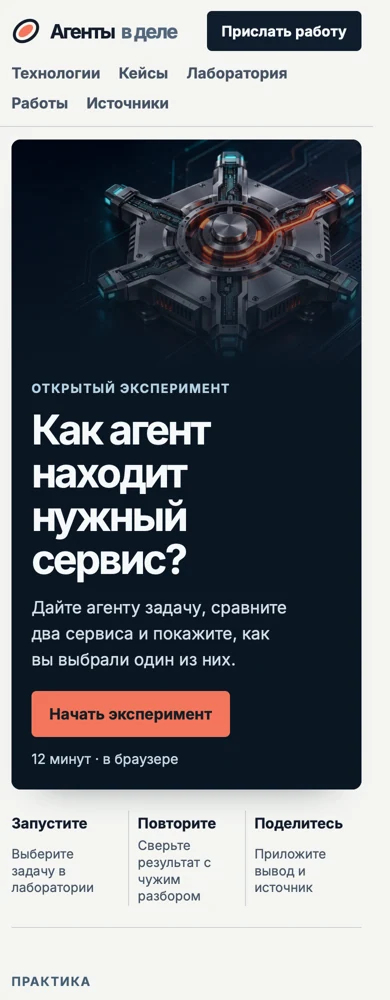 Агенты в деле
Прислать работу
Технологии Кейсы Лаборатория
Работы Источники
ОТКРЫТЫЙ ЭКСПЕРИМЕНТ
Как агент
находит
нужный
сервис?
Дайте агенту задачу, сравните
два сервиса и покажите, как
вы выбрали один из них.
Начать эксперимент
12 минут · в браузере
Запустите
Выберите
задачу в
лаборатории
Повторите
Сверьте
результат с
чужим
разбором
Поделитесь
Приложите
вывод и
источник
ПРАКТИКА